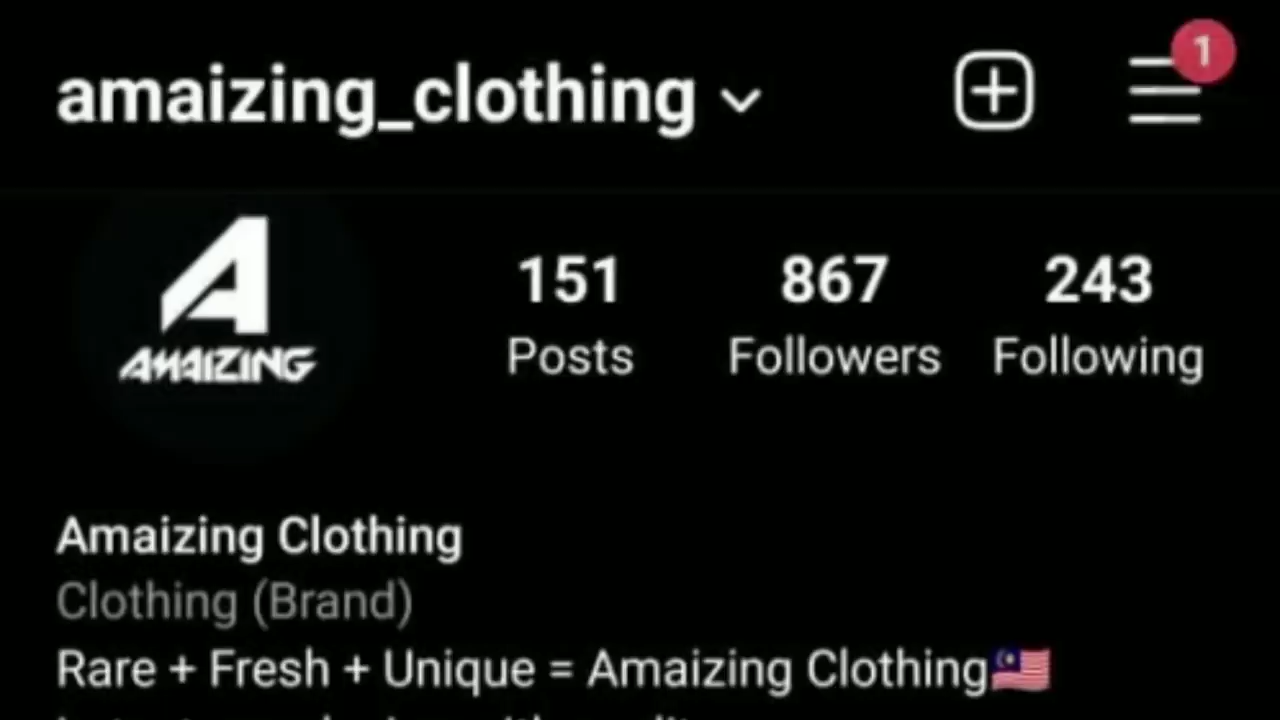 amaizing_clothing
1
A
AMAIZING
151 867 243
Posts Followers Following
Amaizing Clothing
Clothing (Brand)
Rare + Fresh + Unique = Amaizing Clothing🇲🇾